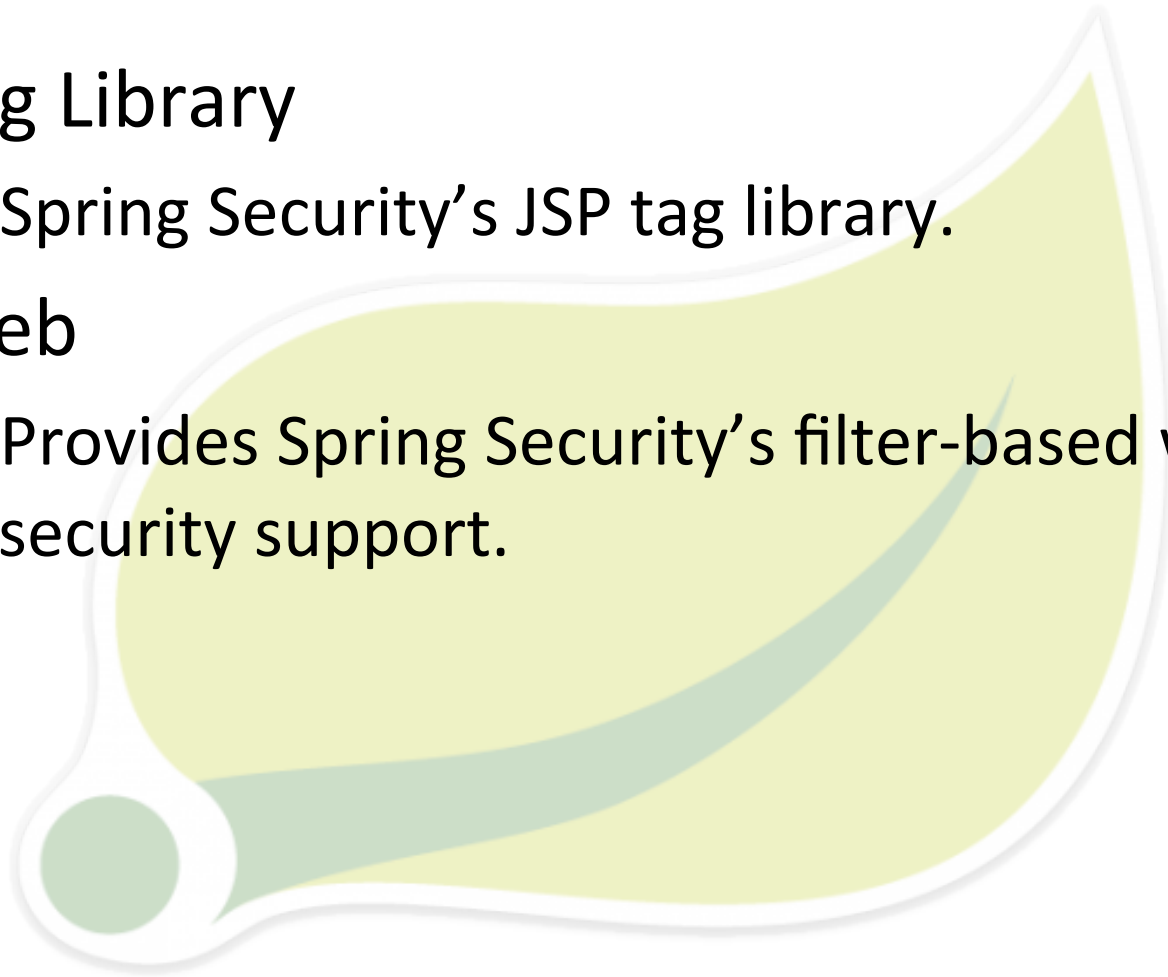 g Library
Spring Security’s JSP tag library.
eb
Provides Spring Security’s filter-based
security support.